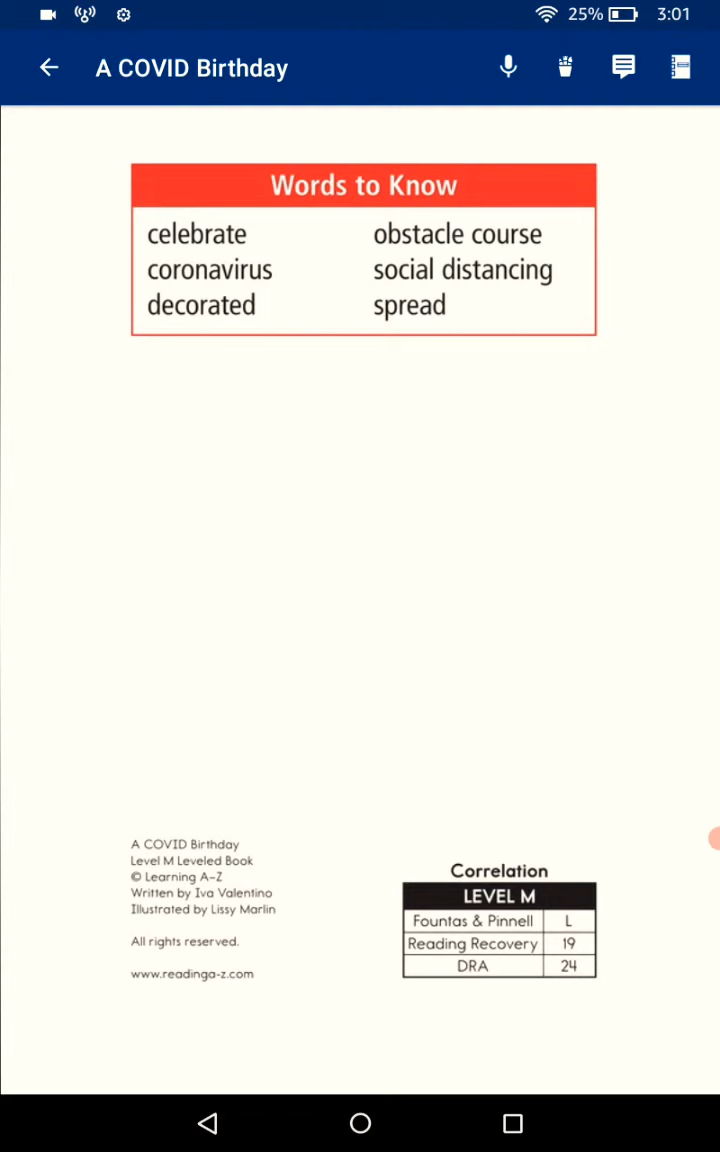 25% 3:01
A COVID Birthday
Words to Know
celebrate obstacle course
coronavirus social distancing
decorated spread
A COVID Birthday
Level M Leveled Book
© Learning A–Z
Written by Iva Valentino
Illustrated by Lissy Marlin
All rights reserved.
www.readinga-z.com
Correlation
LEVEL M
Fountas & Pinnell L
Reading Recovery 19
DRA 24